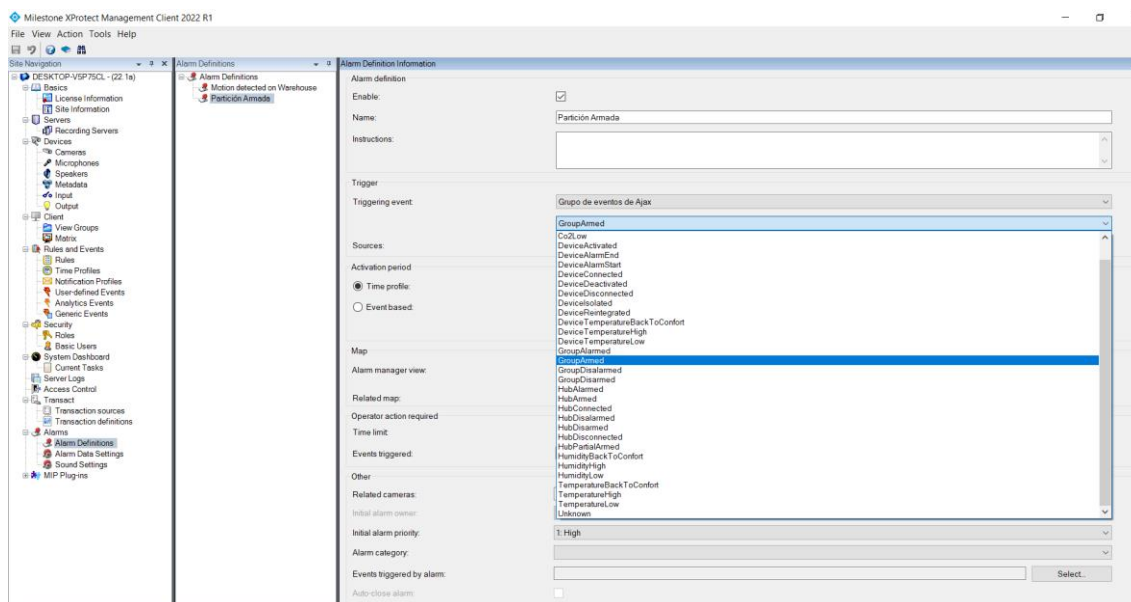 Milestone XProtect Management Client 2022 R1
File View Action Tools Help
Site Navigation
DESKTOP-V5P75CL - (22.1a)
Basics
License Information
Site Information
Servers
Recording Servers
Devices
Cameras
Microphones
Speakers
Metadata
Input
Output
Client
View Groups
Matrix
Rules and Events
Rules
Time Profiles
Notification Profiles
User-defined Events
Analytics Events
Generic Events
Security
Roles
Basic Users
System Dashboard
Current Tasks
Server Logs
Access Control
Transact
Transaction sources
Transaction definitions
Alarms
Alarm Definitions
Alarm Data Settings
Sound Settings
MIP Plug-ins
Alarm Definitions
Alarm Definitions
Motion detected on Warehouse
Partición Armada
Alarm Definition Information
Alarm definition
Enable:
Name: Partición Armada
Instructions:
Trigger
Triggering event: Grupo de eventos de Ajax
GroupArmed
Sources:
Activation period
Time profile:
Event based:
Map
Alarm manager view:
Related map:
Operator action required
Time limit:
Events triggered:
Other
Related cameras:
Initial alarm owner:
Co2Low
DeviceActivated
DeviceAlarmEnd
DeviceAlarmStart
DeviceConnected
DeviceDeactivated
DeviceDisconnected
DeviceIsolated
DeviceReintegrated
DeviceTemperatureBackToConfort
DeviceTemperatureHigh
DeviceTemperatureLow
GroupAlarmed
GroupArmed
GroupDisalarmed
GroupDisarmed
HubAlarmed
HubArmed
HubConnected
HubDisalarmed
HubDisarmed
HubDisconnected
HubPartialArmed
HumidityBackToConfort
HumidityHigh
HumidityLow
TemperatureBackToConfort
TemperatureHigh
TemperatureLow
Unknown
Initial alarm priority: 1: High
Alarm category:
Events triggered by alarm: Select..
Auto-close alarm: